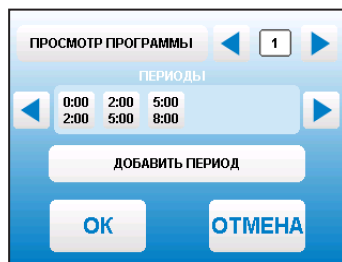 ПРОСМОТР ПРОГРАММЫ 1
ПЕРИОДЫ
0:00 2:00 5:00
2:00 5:00 8:00
ДОБАВИТЬ ПЕРИОД
ОК ОТМЕНА